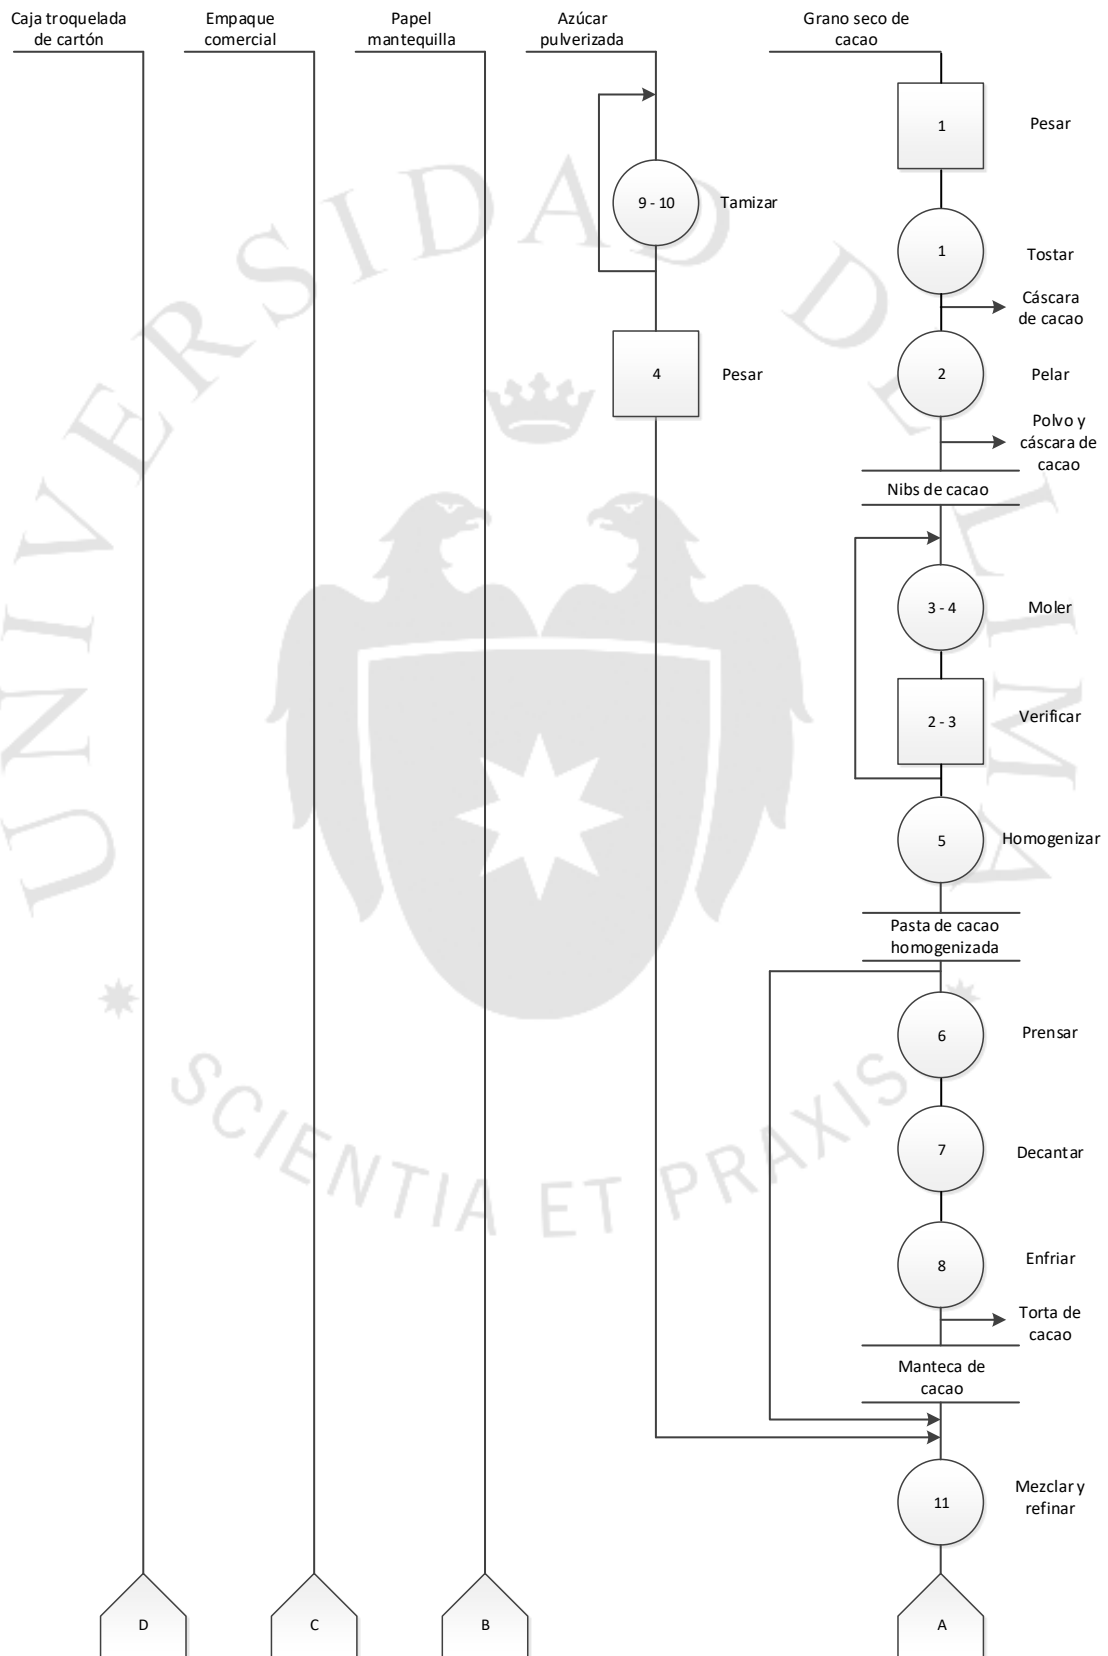 Caja troquelada
de cartón
Empaque
comercial
Papel
mantequilla
Azúcar
pulverizada
Grano seco de
cacao
1
Pesar
9 - 10
Tamizar
1
Tostar
Cáscara
de cacao
4
Pesar
2
Pelar
Polvo y
cáscara de
cacao
Nibs de cacao
3 - 4
Moler
2 - 3
Verificar
5
Homogenizar
Pasta de cacao
homogenizada
6
Prensar
7
Decantar
8
Enfriar
Torta de
cacao
Manteca de
cacao
11
Mezclar y
refinar
D
C
B
A
UNIVERSIDAD DE LIMA
SCIENTIA ET PRAXIS